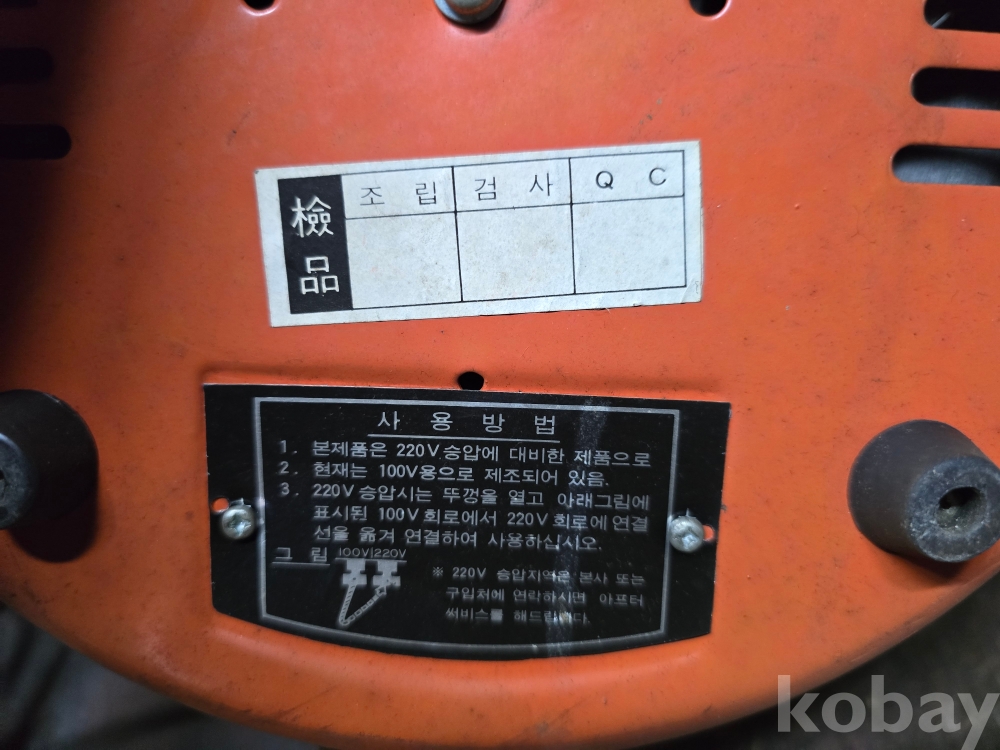 檢品
조립 검사 QC
사용방법
1. 본제품은 220V 승압에 대비한 제품으로
2. 현재는 100V용으로 제조되어 있음.
3. 220V 승압시는 뚜껑을 열고 아래그림에
표시된 100V 회로에서 220V 회로에 연결
선을 옮겨 연결하여 사용하십시오.
그림 100V 220V
※ 220V 승압지역은 본사 또는
구입처에 연락하시면 아프터
써비스를 해드립니다.
kobay